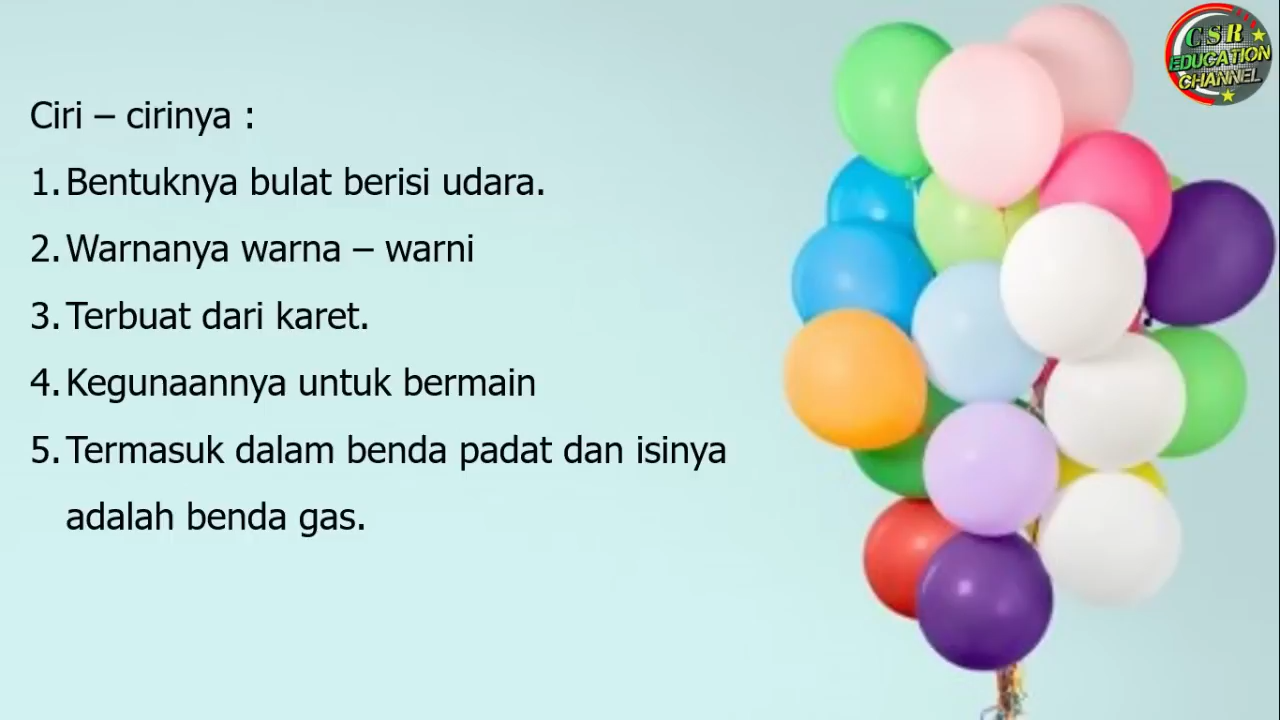 CSR
EDUCATION
CHANNEL
Ciri – cirinya :
1. Bentuknya bulat berisi udara.
2. Warnanya warna – warni
3. Terbuat dari karet.
4. Kegunaannya untuk bermain
5. Termasuk dalam benda padat dan isinya
adalah benda gas.